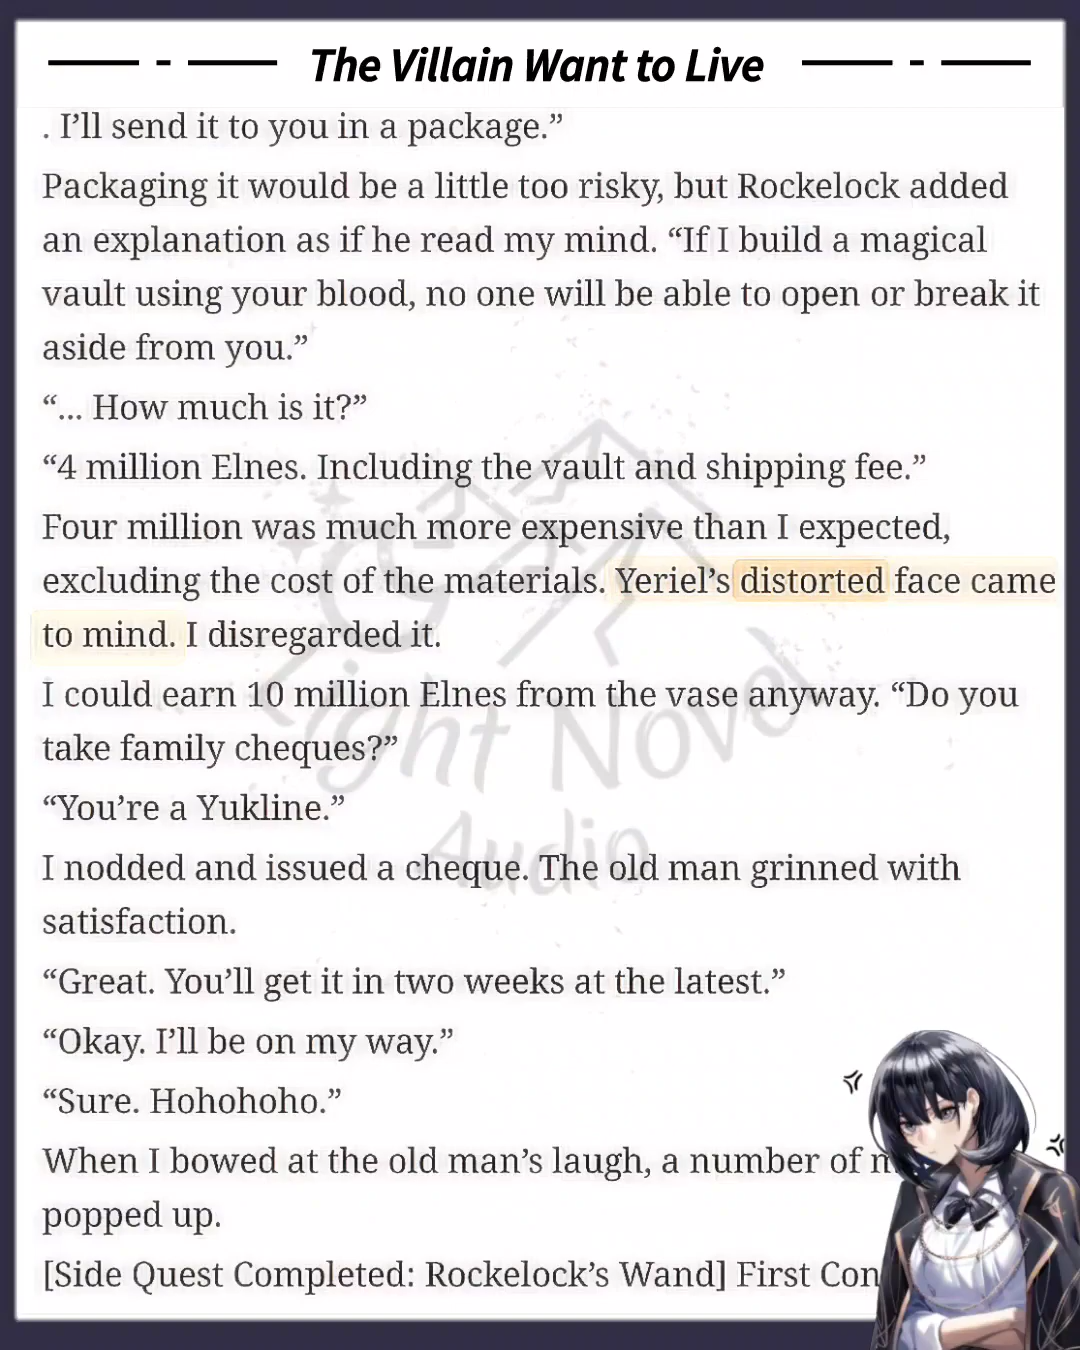 The Villain Want to Live
. I’ll send it to you in a package.”
Packaging it would be a little too risky, but Rockelock added
an explanation as if he read my mind. “If I build a magical
vault using your blood, no one will be able to open or break it
aside from you.”
“... How much is it?”
“4 million Elnes. Including the vault and shipping fee.”
Four million was much more expensive than I expected,
excluding the cost of the materials. Yeriel’s distorted face came
to mind. I disregarded it.
I could earn 10 million Elnes from the vase anyway. “Do you
take family cheques?”
“You’re a Yukline.”
I nodded and issued a cheque. The old man grinned with
satisfaction.
“Great. You’ll get it in two weeks at the latest.”
“Okay. I’ll be on my way.”
“Sure. Hohohoho.”
When I bowed at the old man’s laugh, a number of
popped up.
[Side Quest Completed: Rockelock’s Wand] First
Light Novel
Audio